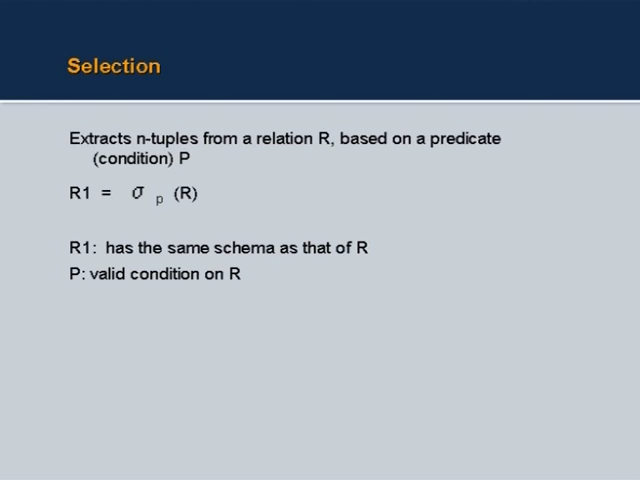 Selection
Extracts n-tuples from a relation R, based on a predicate
(condition) P
R1 = σ p (R)
R1: has the same schema as that of R
P: valid condition on R